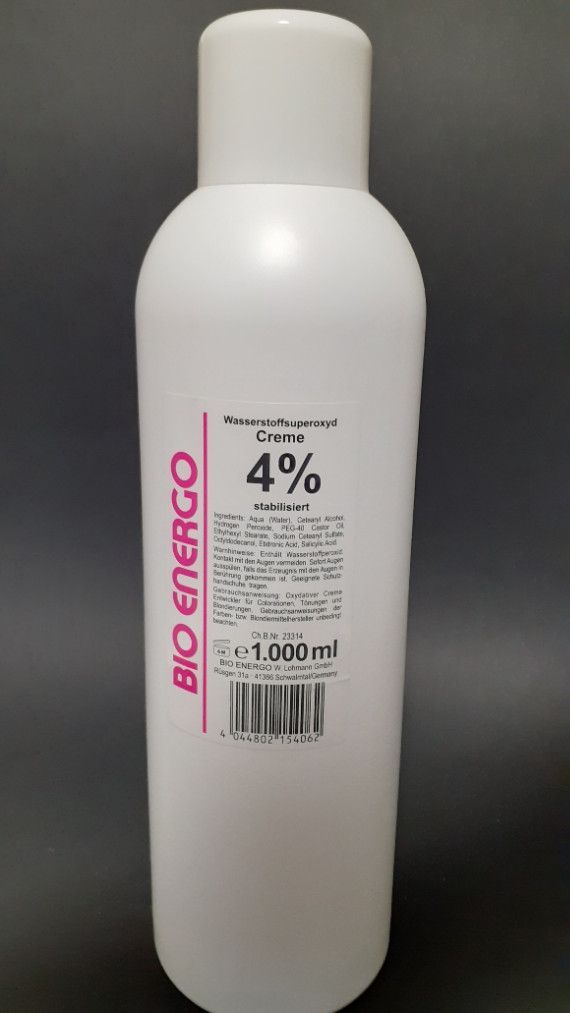 BIO ENERGO
Wasserstoffsuperoxyd
Creme
4%
stabilisiert
Ingredients: Aqua (Water), Cetearyl Alcohol,
Hydrogen Peroxide, PEG-40 Castor Oil,
Ethylhexyl Stearate, Sodium Cetearyl Sulfate,
Octyldodecanol, Etidronic Acid, Salicylic Acid.
Warnhinweise: Enthält Wasserstoffperoxid.
Kontakt mit den Augen vermeiden. Sofort Augen
ausspülen, falls das Erzeugnis mit den Augen in
Berührung gekommen ist. Geeignete Schutz-
handschuhe tragen.
Gebrauchsanweisung: Oxydativer Creme
Entwickler für Colorationen, Tönungen und
Blondierungen. Gebrauchsanweisungen der
Farben- bzw. Blondiermittelhersteller unbedingt
beachten.
Ch.B.Nr. 23314
e 1.000 ml
BIO ENERGO W. Lohmann GmbH
Rüsgen 31a · 41366 Schwalmtal/Germany
4 044802 154062